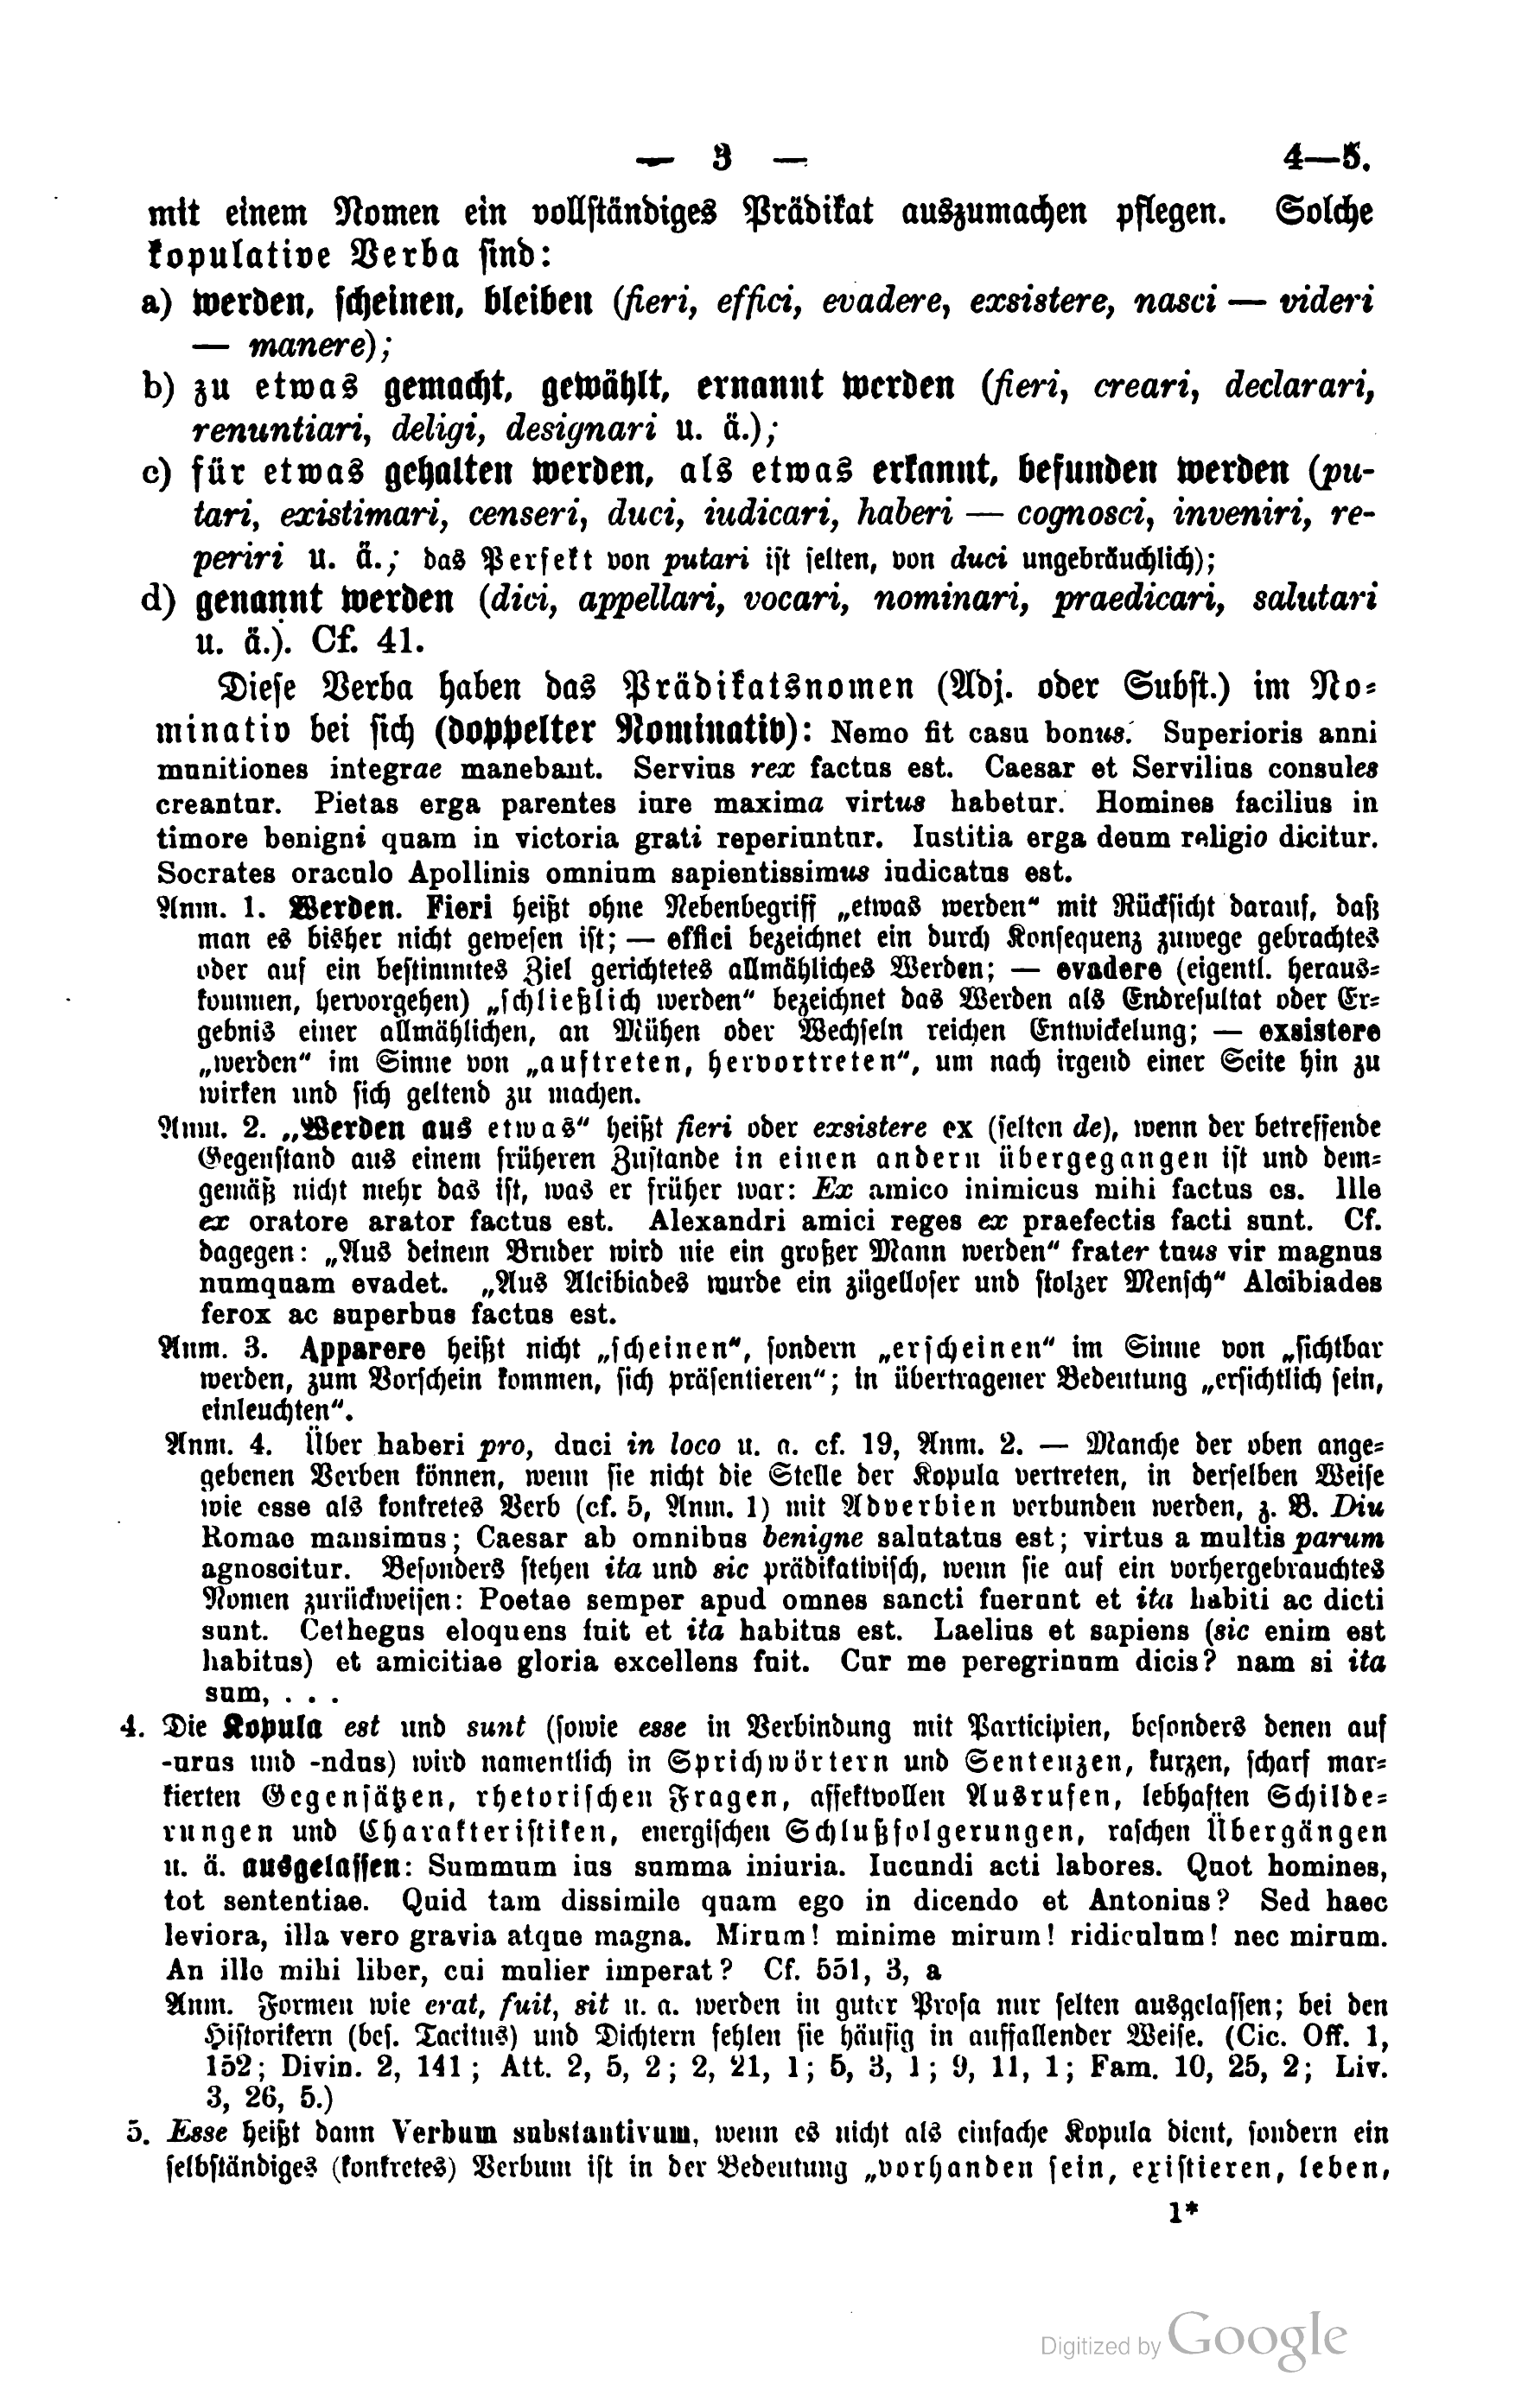 — 3 — 4—5.
mit einem Nomen ein vollständiges Prädikat auszumachen pflegen. Solche
kopulative Verba sind:
a) werden, scheinen, bleiben (fieri, effici, evadere, exsistere, nasci — videri
— manere);
b) zu etwas gemacht, gewählt, ernannt werden (fieri, creari, declarari,
renuntiari, deligi, designari u. ä.);
c) für etwas gehalten werden, als etwas erkannt, befunden werden (pu-
tari, existimari, censeri, duci, iudicari, haberi — cognosci, inveniri, re-
periri u. ä.; das Perfekt von putari ist selten, von duci ungebräuchlich);
d) genannt werden (dici, appellari, vocari, nominari, praedicari, salutari
u. ä.). Cf. 41.
Diese Verba haben das Prädikatsnomen (Adj. oder Subst.) im No-
minativ bei sich (doppelter Nominativ): Nemo fit casu bonus. Superioris anni
munitiones integrae manebant. Servius rex factus est. Caesar et Servilius consules
creantur. Pietas erga parentes iure maxima virtus habetur. Homines facilius in
timore benigni quam in victoria grati reperiuntur. Iustitia erga deum religio dicitur.
Socrates oraculo Apollinis omnium sapientissimus iudicatus est.
Anm. 1. Werden. Fieri heißt ohne Nebenbegriff „etwas werden“ mit Rücksicht darauf, daß
man es bisher nicht gewesen ist; — effici bezeichnet ein durch Konsequenz zuwege gebrachtes
oder auf ein bestimmtes Ziel gerichtetes allmähliches Werden; — evadere (eigentl. heraus-
kommen, hervorgehen) „schließlich werden“ bezeichnet das Werden als Endresultat oder Er-
gebnis einer allmählichen, an Mühen oder Wechseln reichen Entwickelung; — exsistere
„werden“ im Sinne von „auftreten, hervortreten“, um nach irgend einer Seite hin zu
wirken und sich geltend zu machen.
Anm. 2. „Werden aus etwas“ heißt fieri oder exsistere ex (selten de), wenn der betreffende
Gegenstand aus einem früheren Zustande in einen andern übergegangen ist und dem-
gemäß nicht mehr das ist, was er früher war: Ex amico inimicus mihi factus es. Ille
ex oratore arator factus est. Alexandri amici reges ex praefectis facti sunt. Cf.
dagegen: „Aus deinem Bruder wird nie ein großer Mann werden“ frater tuus vir magnus
numquam evadet. „Aus Alcibiades wurde ein zügelloser und stolzer Mensch“ Alcibiades
ferox ac superbus factus est.
Anm. 3. Apparere heißt nicht „scheinen“, sondern „erscheinen“ im Sinne von „sichtbar
werden, zum Vorschein kommen, sich präsentieren“; in übertragener Bedeutung „ersichtlich sein,
einleuchten“.
Anm. 4. Über haberi pro, duci in loco u. a. cf. 19, Anm. 2. — Manche der oben ange-
gebenen Verben können, wenn sie nicht die Stelle der Kopula vertreten, in derselben Weise
wie esse als konkretes Verb (cf. 5, Anm. 1) mit Adverbien verbunden werden, z. B. Diu
Romae mansimus; Caesar ab omnibus benigne salutatus est; virtus a multis parum
agnoscitur. Besonders stehen ita und sic prädikativisch, wenn sie auf ein vorhergebrauchtes
Nomen zurückweisen: Poetae semper apud omnes sancti fuerunt et ita habiti ac dicti
sunt. Cethegus eloquens fuit et ita habitus est. Laelius et sapiens (sic enim est
habitus) et amicitiae gloria excellens fuit. Cur me peregrinum dicis? nam si ita
sum, . . .
4. Die Kopula est und sunt (sowie esse in Verbindung mit Participien, besonders denen auf
-urus und -ndus) wird namentlich in Sprichwörtern und Sentenzen, kurzen, scharf mar-
kierten Gegensätzen, rhetorischen Fragen, affektvollen Ausrufen, lebhaften Schilde-
rungen und Charakteristiken, energischen Schlußfolgerungen, raschen Übergängen
u. ä. ausgelassen: Summum ius summa iniuria. Iucundi acti labores. Quot homines,
tot sententiae. Quid tam dissimile quam ego in dicendo et Antonius? Sed haec
leviora, illa vero gravia atque magna. Mirum! minime mirum! ridiculum! nec mirum.
An ille mihi liber, cui mulier imperat? Cf. 551, 3, a
Anm. Formen wie erat, fuit, sit u. a. werden in guter Prosa nur selten ausgelassen; bei den
Historikern (bes. Tacitus) und Dichtern fehlen sie häufig in auffallender Weise. (Cic. Off. 1,
152; Divin. 2, 141; Att. 2, 5, 2; 2, 21, 1; 5, 3, 1; 9, 11, 1; Fam. 10, 25, 2; Liv.
3, 26, 5.)
5. Esse heißt dann Verbum substantivum, wenn es nicht als einfache Kopula dient, sondern ein
selbständiges (konkretes) Verbum ist in der Bedeutung „vorhanden sein, existieren, leben,
1*
Digitized by Google